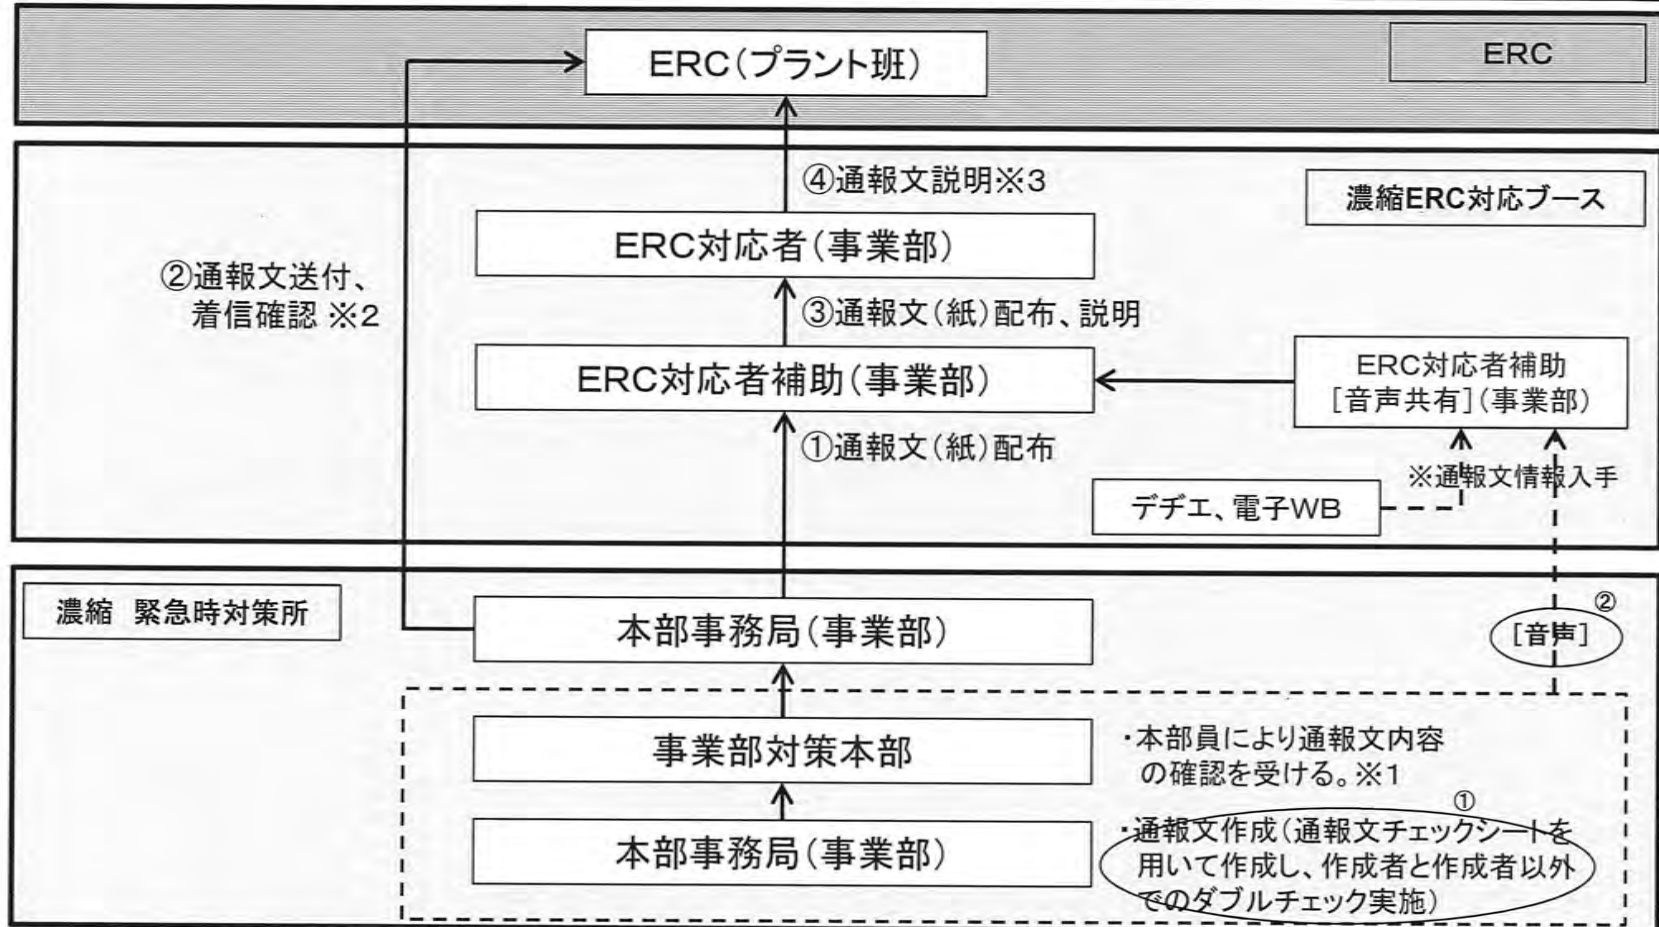 ERC(プラント班)
ERC
④通報文説明※3
濃縮ERC対応ブース
ERC対応者(事業部)
②通報文送付、
着信確認 ※2
③通報文(紙)配布、説明
ERC対応者補助(事業部)
ERC対応者補助
[音声共有](事業部)
①通報文(紙)配布
※通報文情報入手
デヂエ、電子WB
濃縮 緊急時対策所
本部事務局(事業部)
②
[音声]
事業部対策本部
・本部員により通報文内容
の確認を受ける。※1
①
本部事務局(事業部)
・通報文作成(通報文チェックシートを
用いて作成し、作成者と作成者以外
でのダブルチェック実施)